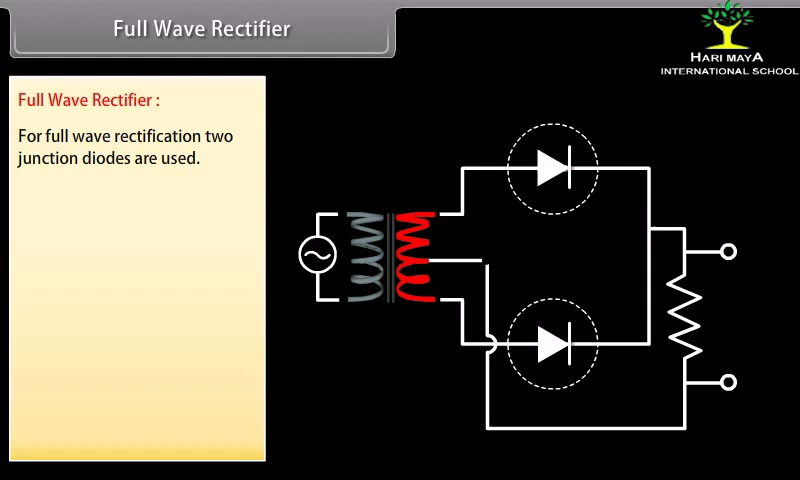 Full Wave Rectifier
HARI MAYA
INTERNATIONAL SCHOOL
Full Wave Rectifier :
For full wave rectification two
junction diodes are used.